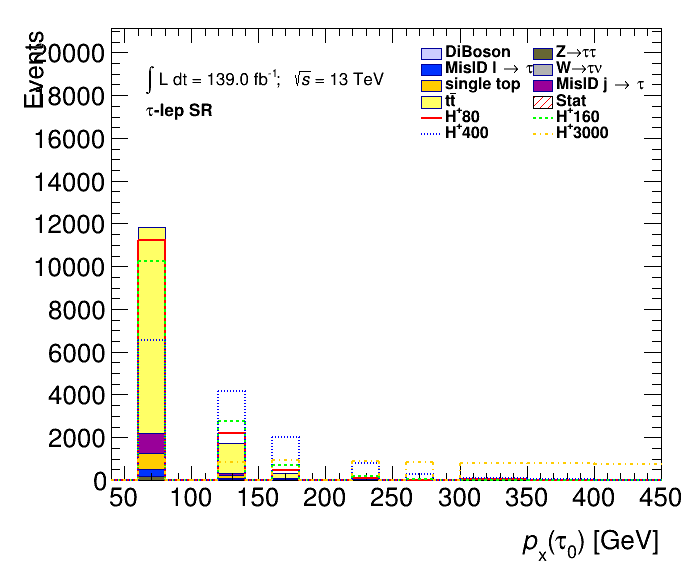 Events
20000
18000
16000
14000
12000
10000
8000
6000
4000
2000
0
∫ L dt = 139.0 fb⁻¹; √s = 13 TeV
τ-lep SR
DiBoson
Z→ττ
MisID l → τ
W→τν
single top
MisID j → τ
tt̄
Stat
H⁺80
H⁺160
H⁺400
H⁺3000
50 100 150 200 250 300 350 400 450
pₓ(τ₀) [GeV]